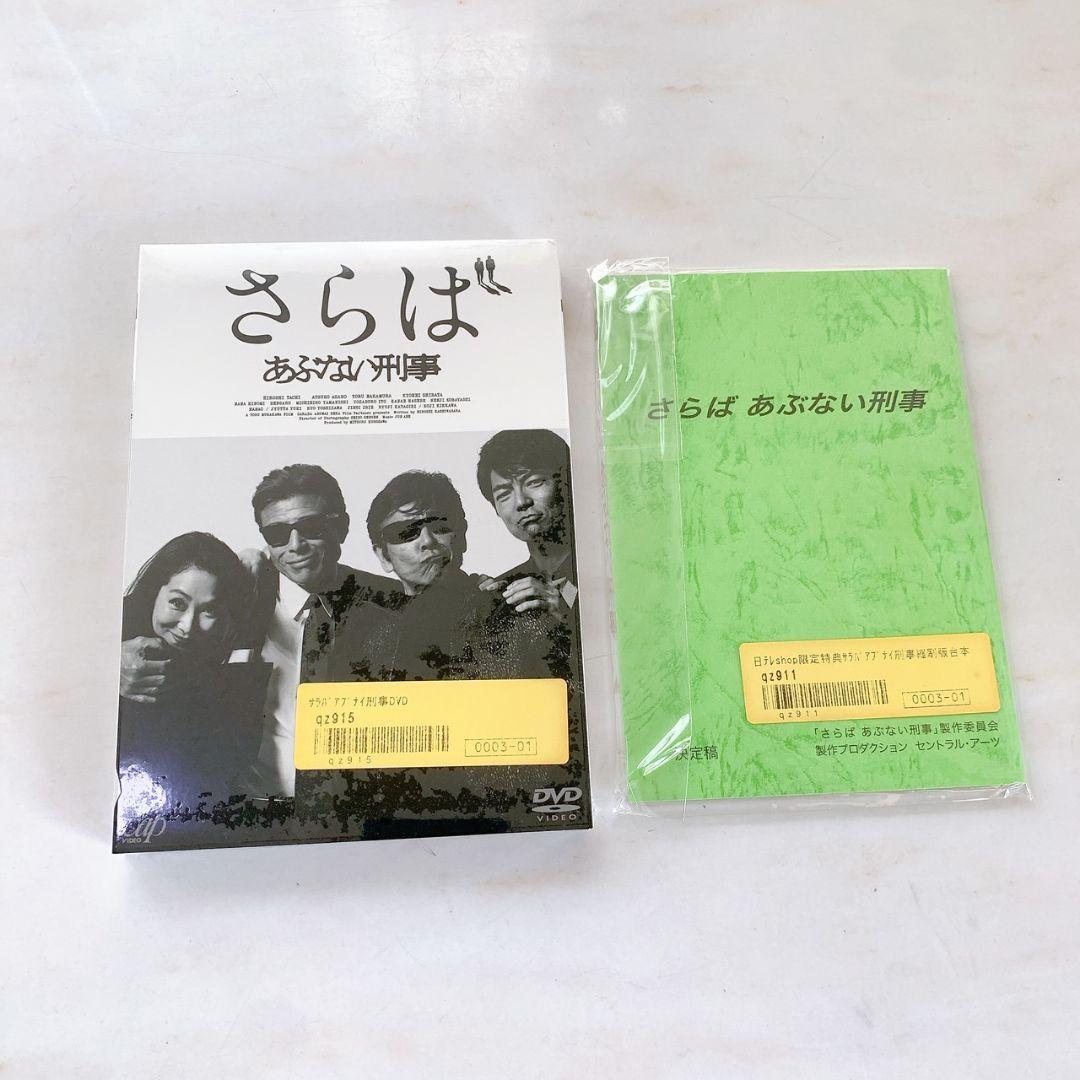 さらば
あぶない刑事
HIROSHI TACHI ATSUKO ASANO TORU NAKAMURA KYOHEI SHIBATA
サラバ アブナイ刑事DVD
qz915
0003-01
qz915
DVD
VIDEO
vap
VIDEO
さらば あぶない刑事
日テレshop限定特典サラバ アブナイ刑事縮刷版台本
qz911
0003-01
qz911
「さらば あぶない刑事」製作委員会
決定稿
製作プロダクション セントラル・アーツ